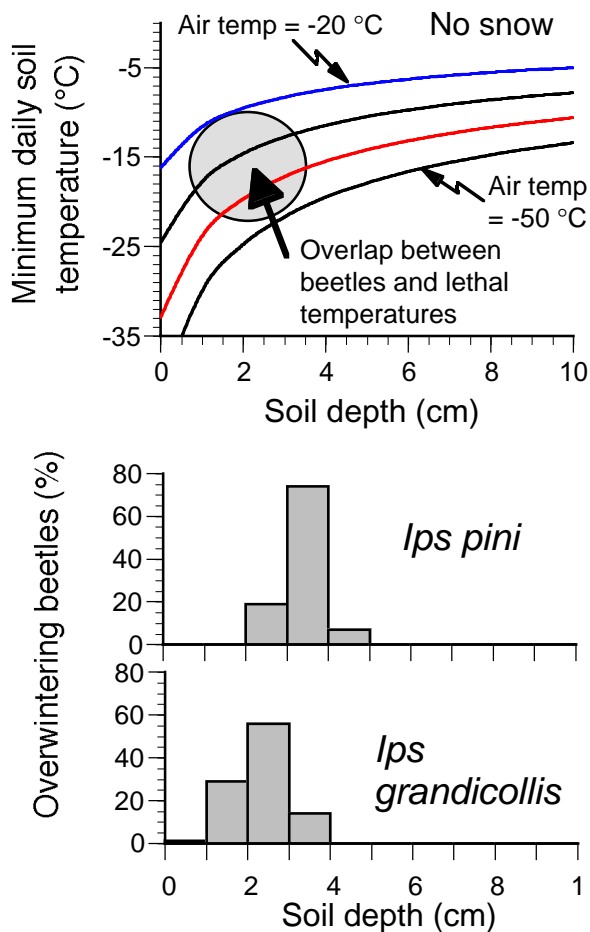 Air temp = -20 °C
No snow
Minimum daily soil
temperature (°C)
-5
-15
-25
-35
Air temp
= -50 °C
Overlap between
beetles and lethal
temperatures
0
2
4
6
8
10
Soil depth (cm)
Overwintering beetles (%)
80
60
40
20
0
Ips pini
80
60
40
20
0
Ips
grandicollis
0
2
4
6
8
1
Soil depth (cm)